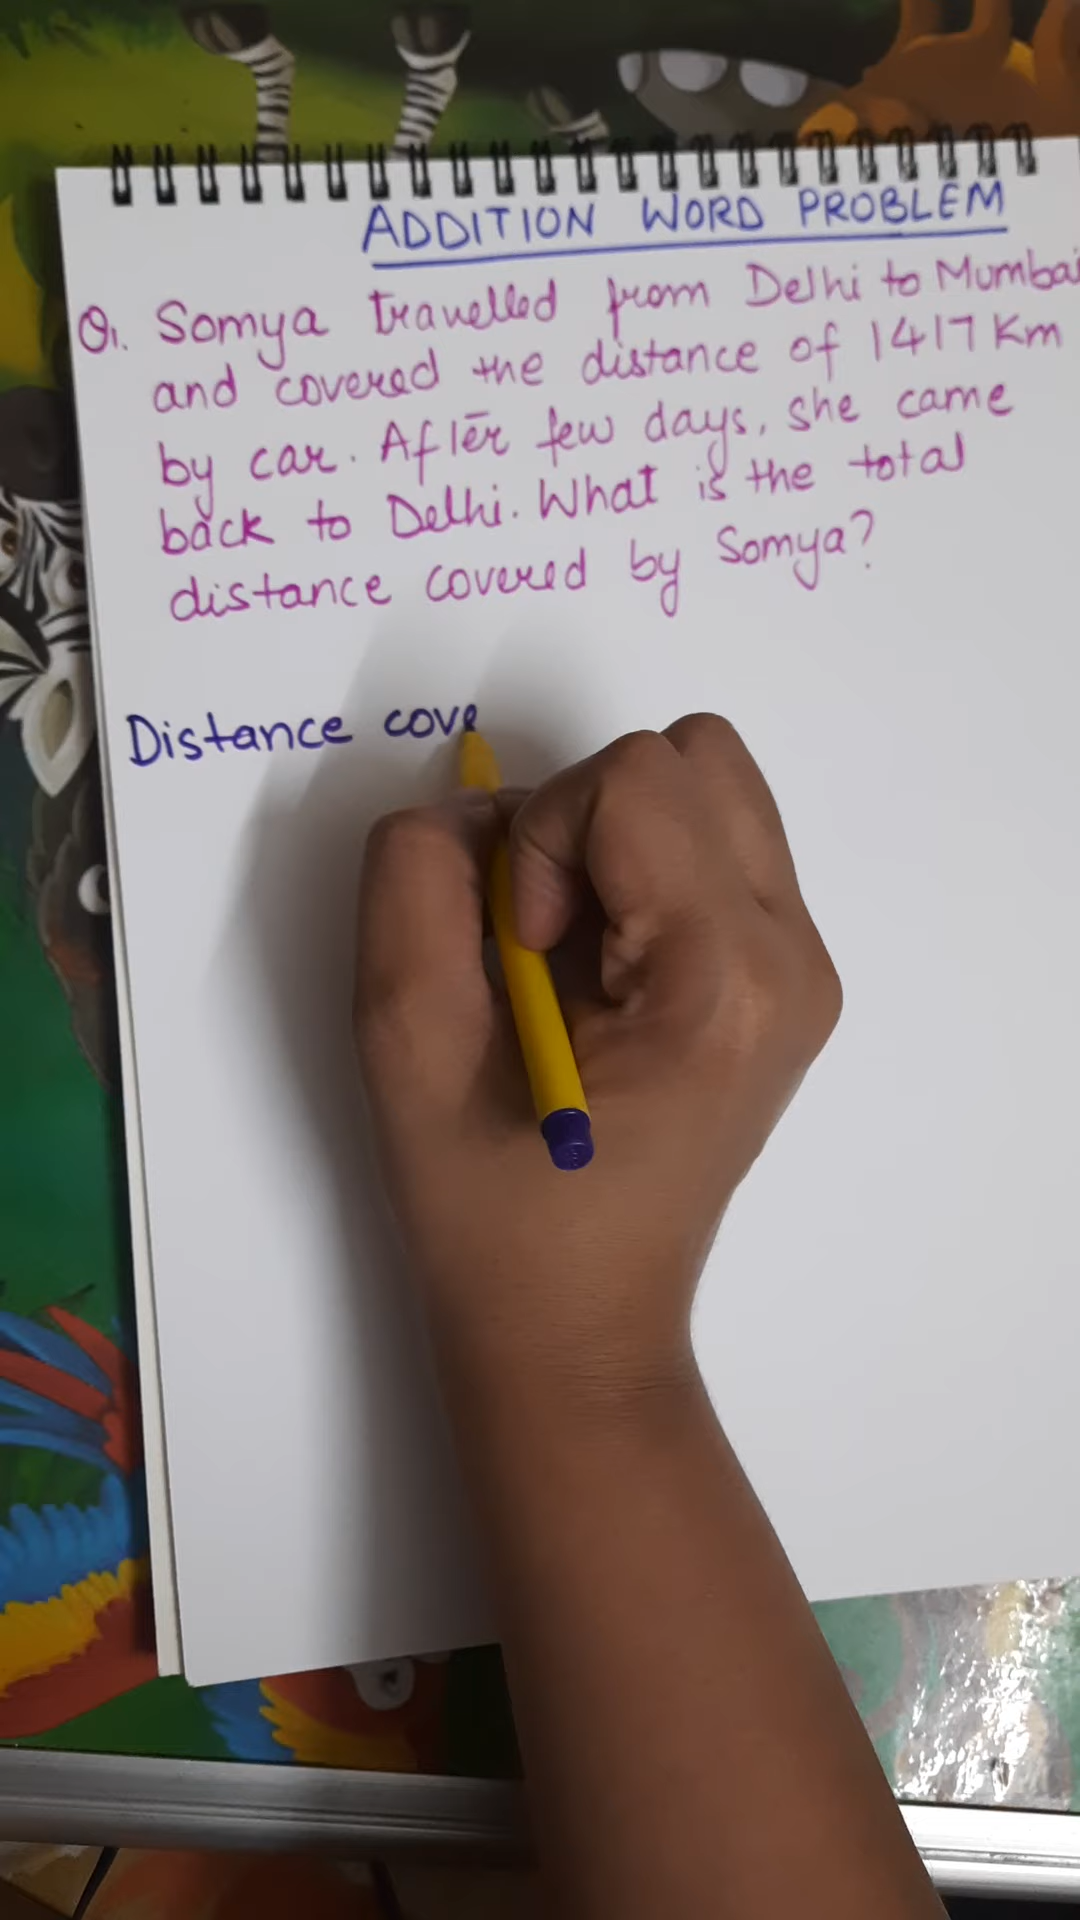 ADDITION WORD PROBLEM
Q1. Somya travelled from Delhi to Mumbai
and covered the distance of 1417 Km
by car. After few days, she came
back to Delhi. What is the total
distance covered by Somya?
Distance cove